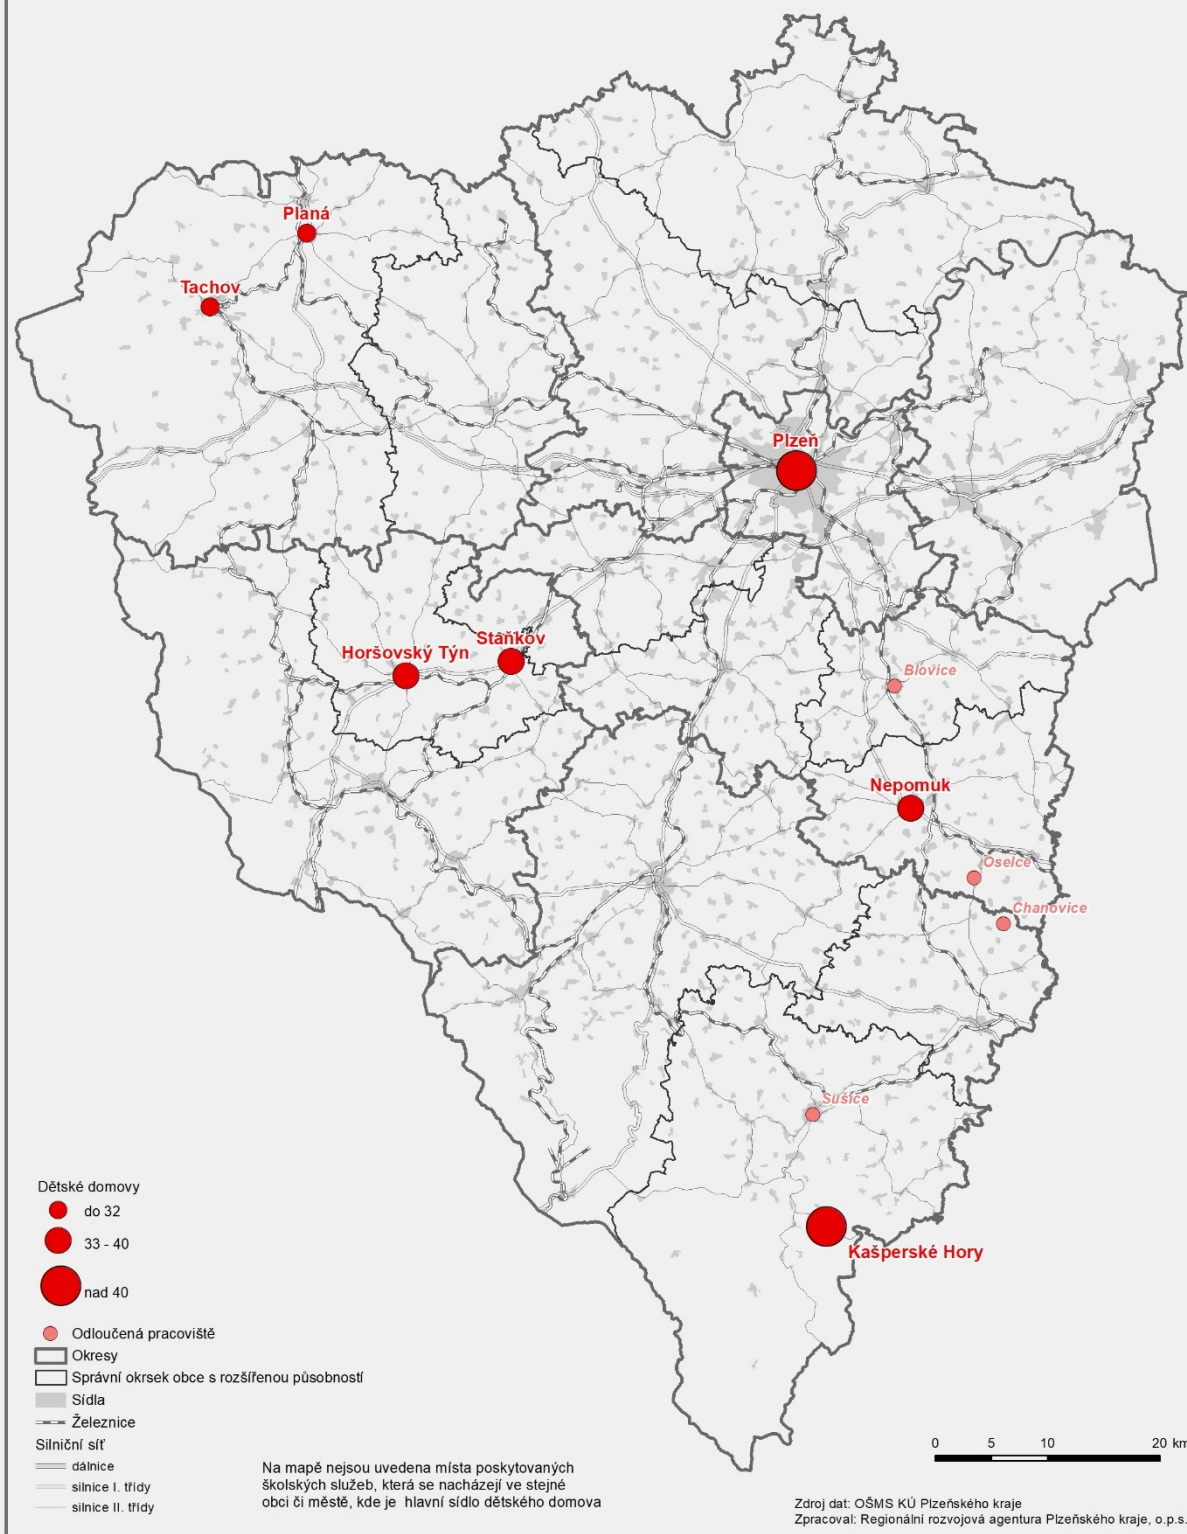 Planá
Tachov
Plzeň
Staňkov
Horšovský Týn
Blovice
Nepomuk
Oselce
Chanovice
Sušice
Kašperské Hory
Dětské domovy
do 32
33 - 40
nad 40
Odloučená pracoviště
Okresy
Správní okrsek obce s rozšířenou působností
Sídla
Železnice
Silniční síť
dálnice
silnice I. třídy
silnice II. třídy
Na mapě nejsou uvedena místa poskytovaných
školských služeb, která se nacházejí ve stejné
obci či městě, kde je hlavní sídlo dětského domova
0 5 10 20 km
Zdroj dat: OŠMS KÚ Plzeňského kraje
Zpracoval: Regionální rozvojová agentura Plzeňského kraje, o.p.s.